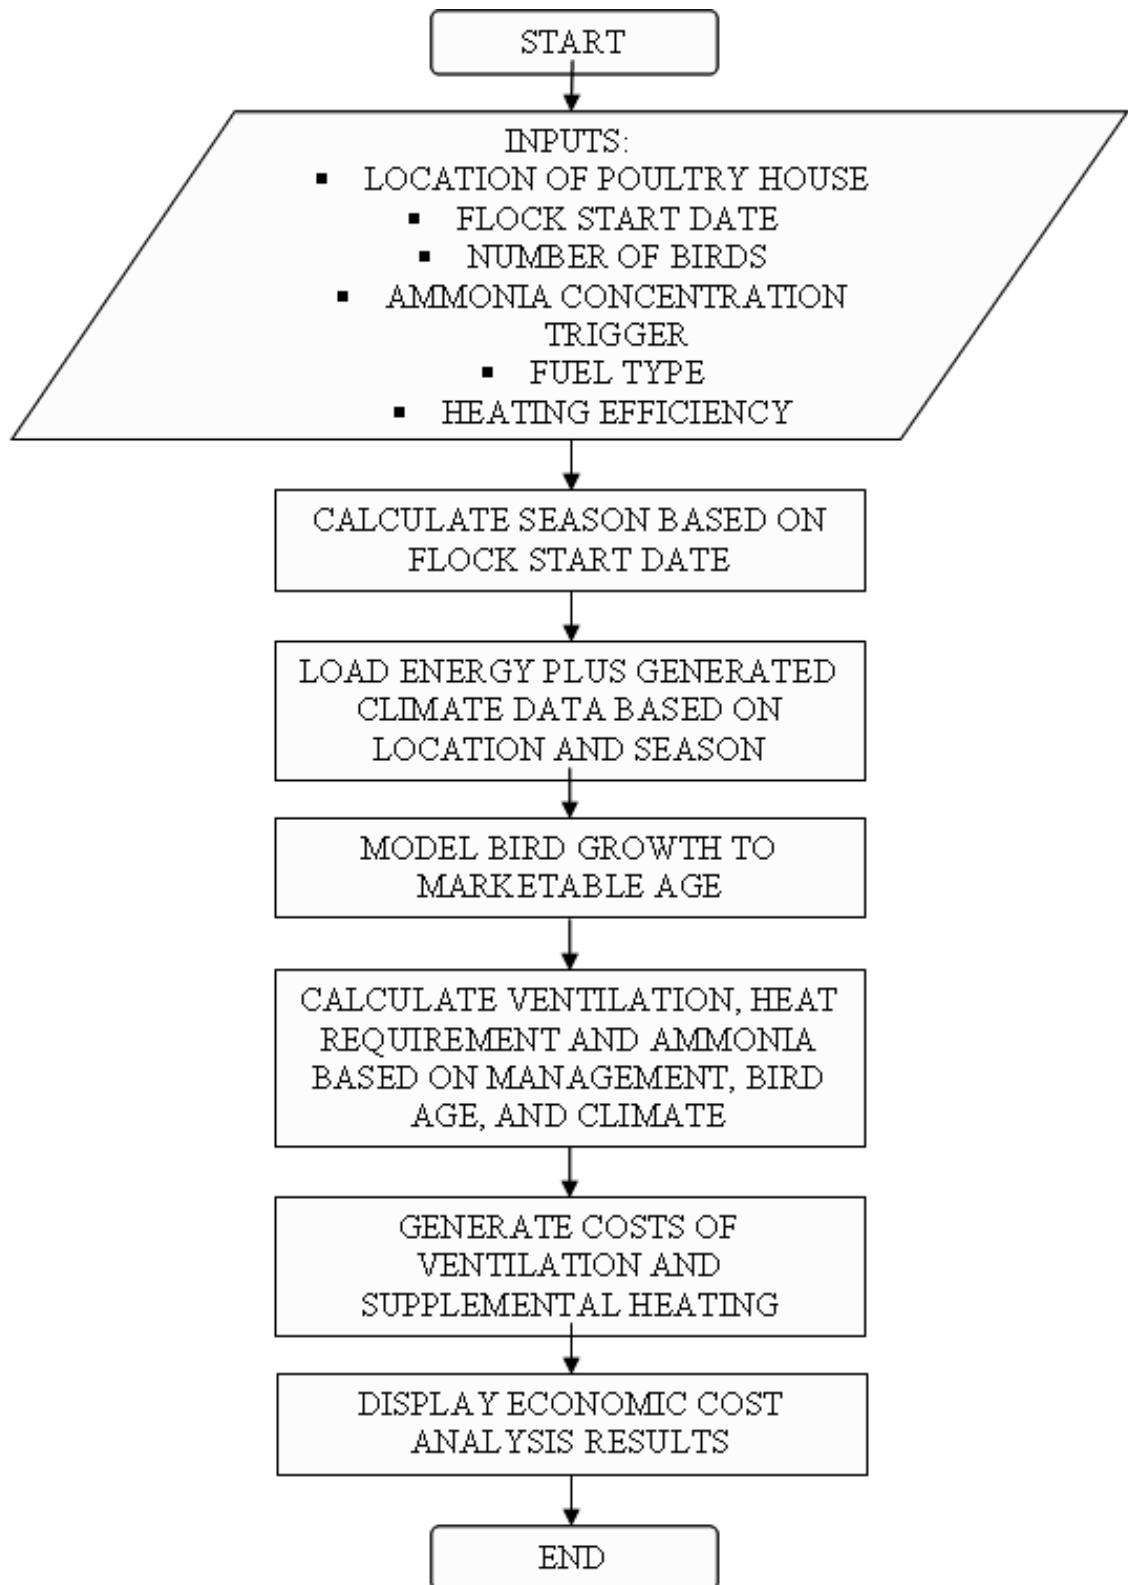 START
INPUTS:
▪ LOCATION OF POULTRY HOUSE
▪ FLOCK START DATE
▪ NUMBER OF BIRDS
▪ AMMONIA CONCENTRATION
TRIGGER
▪ FUEL TYPE
▪ HEATING EFFICIENCY
CALCULATE SEASON BASED ON
FLOCK START DATE
LOAD ENERGY PLUS GENERATED
CLIMATE DATA BASED ON
LOCATION AND SEASON
MODEL BIRD GROWTH TO
MARKETABLE AGE
CALCULATE VENTILATION, HEAT
REQUIREMENT AND AMMONIA
BASED ON MANAGEMENT, BIRD
AGE, AND CLIMATE
GENERATE COSTS OF
VENTILATION AND
SUPPLEMENTAL HEATING
DISPLAY ECONOMIC COST
ANALYSIS RESULTS
END